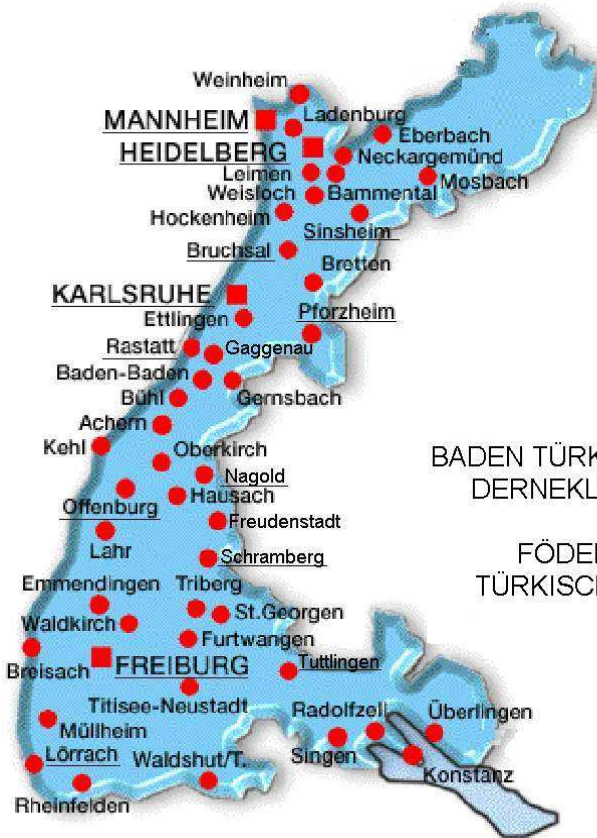 Weinheim
Ladenburg
MANNHEIM
Eberbach
HEIDELBERG
Neckargemünd
Leimen
Mosbach
Weisloch
Bammental
Hockenheim
Sinsheim
Bruchsal
Bretten
KARLSRUHE
Ettlingen
Pforzheim
Rastatt
Gaggenau
Baden-Baden
Gernsbach
Bühl
Achern
Kehl
Oberkirch
BADEN TÜRK
Nagold
DERNEKL
Offenburg
Hausach
Freudenstadt
Lahr
Schramberg
FÖDER
Emmendingen
Triberg
TÜRKISCH
St.Georgen
Waldkirch
Furtwangen
Breisach
FREIBURG
Tuttlingen
Titisee-Neustadt
Radolfzell
Überlingen
Müllheim
Lörrach
Waldshut/T.
Singen
Konstanz
Rheinfelden